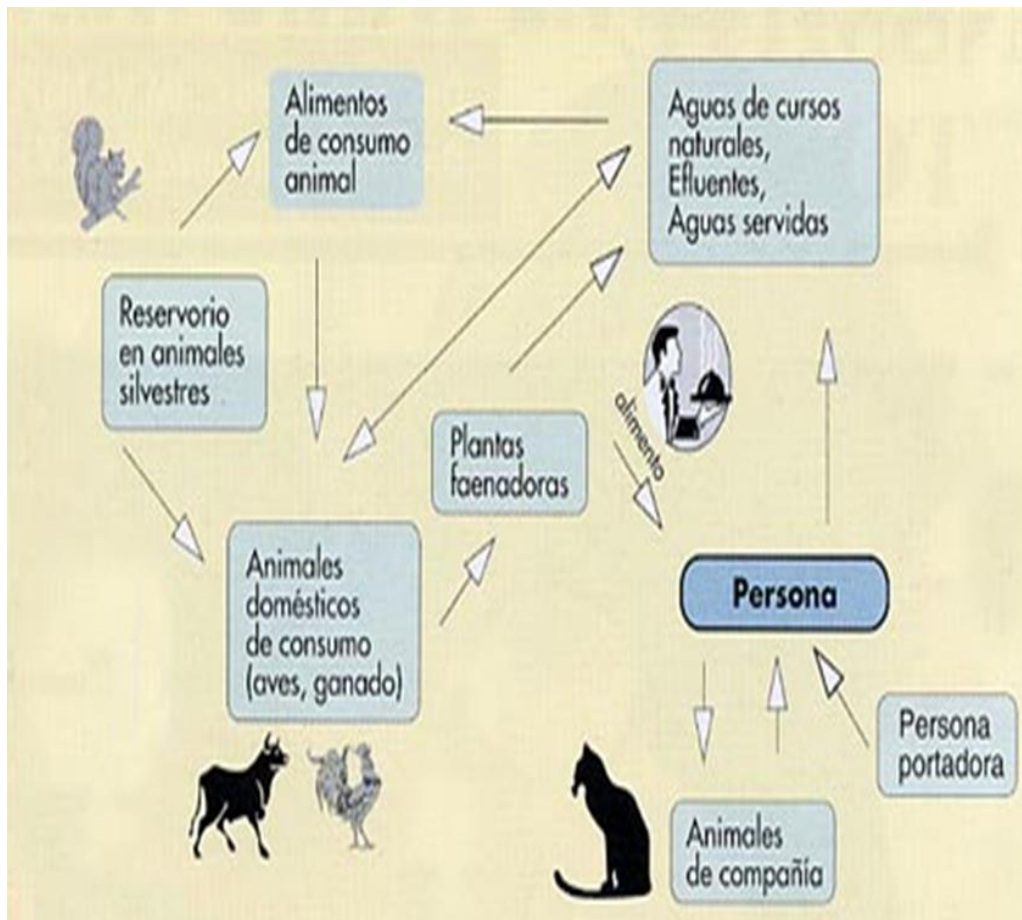 Alimentos
de consumo
animal
Aguas de cursos
naturales,
Efluentes,
Aguas servidas
Reservorio
en animales
silvestres
alimento
Plantas
faenadoras
Animales
domésticos
de consumo
(aves, ganado)
Persona
Persona
portadora
Animales
de compañía